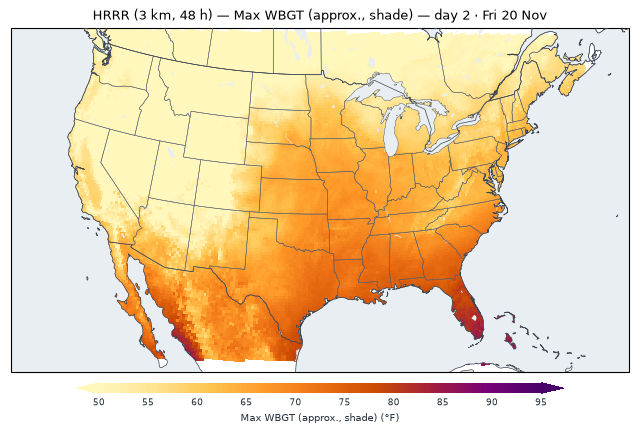 HRRR (3 km, 48 h) — Max WBGT (approx., shade) — day 2 · Fri 20 Nov
50 55 60 65 70 75 80 85 90 95
Max WBGT (approx., shade) (°F)